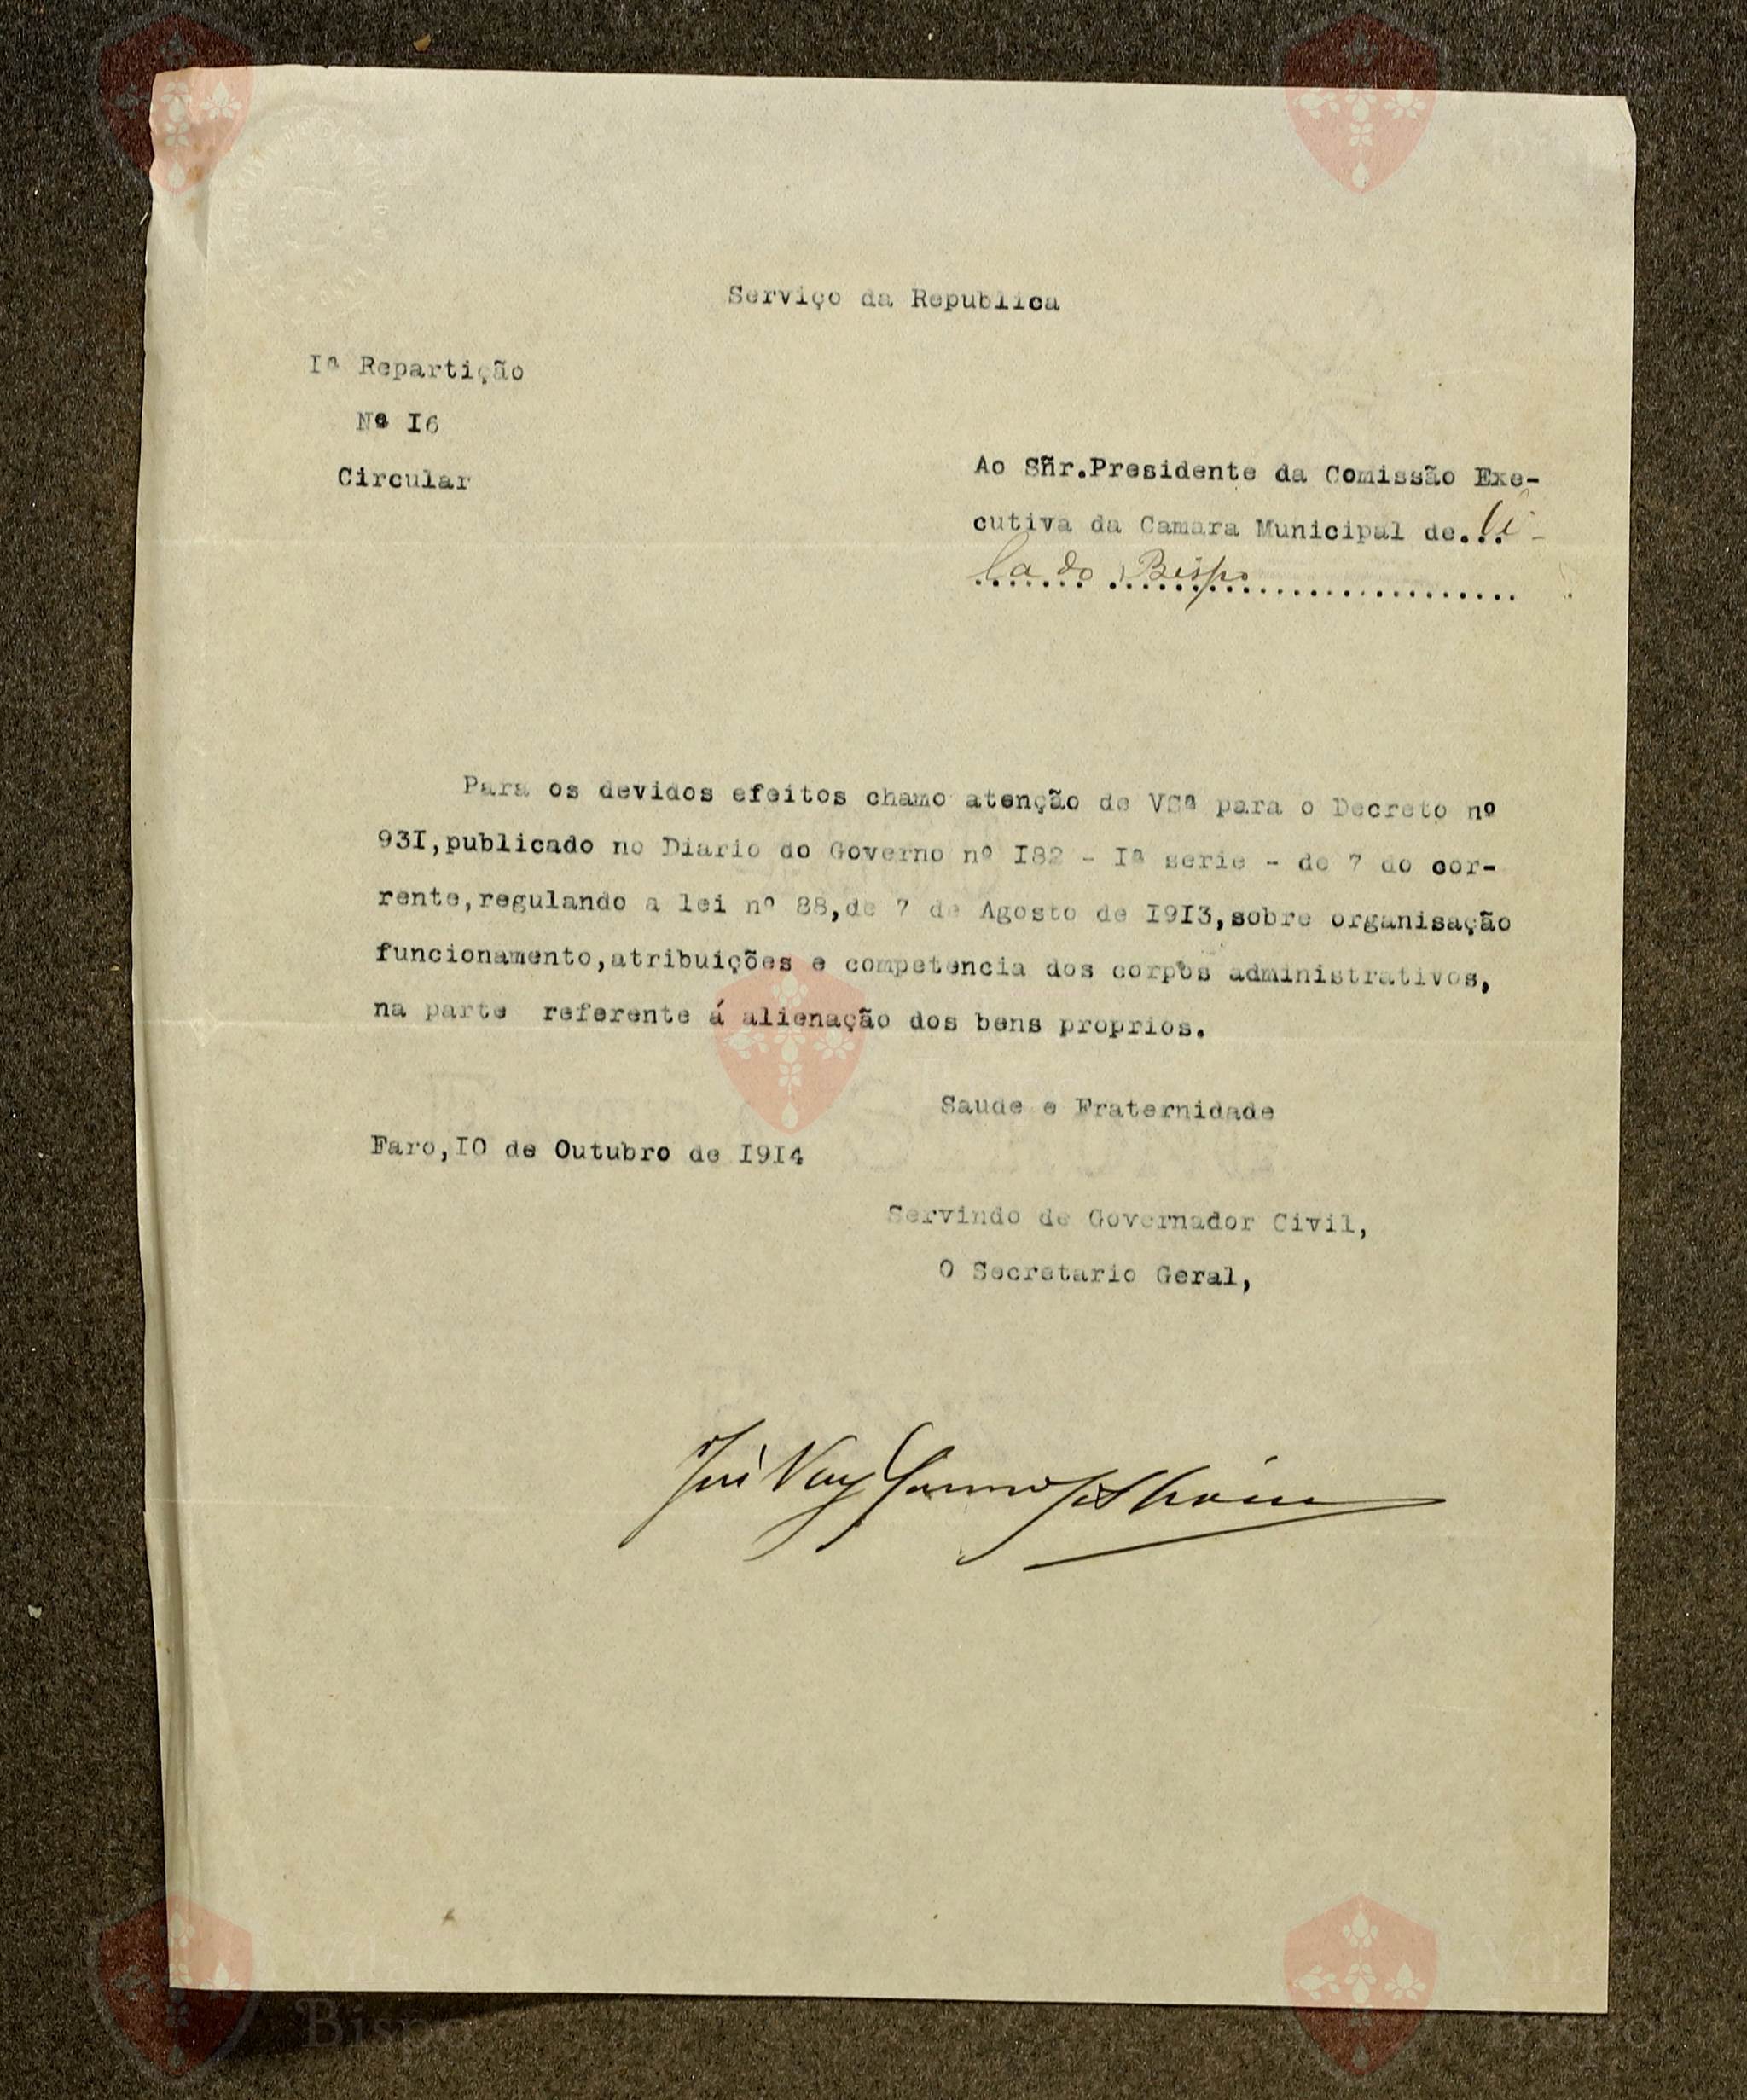 Serviço da Republica
Iª Repartição
Nº I6
Circular
Ao Sñr.Presidente da Comissão Exe-
cutiva da Camara Municipal de... Vi-
la do Bispo
Para os devidos efeitos chamo atenção de VSª para o Decreto nº
93I,publicado no Diario do Governo nº I82 - Iª serie - de 7 do cor-
rente,regulando a lei nº 88,de 7 de Agosto de I9I3,sobre organisação
funcionamento,atribuições e competencia dos corpos administrativos,
na parte referente á alienação dos bens proprios.
Saude e Fraternidade
Faro,IO de Outubro de I9I4
Servindo de Governador Civil,
O Secretario Geral,
José Vaz
Bispo